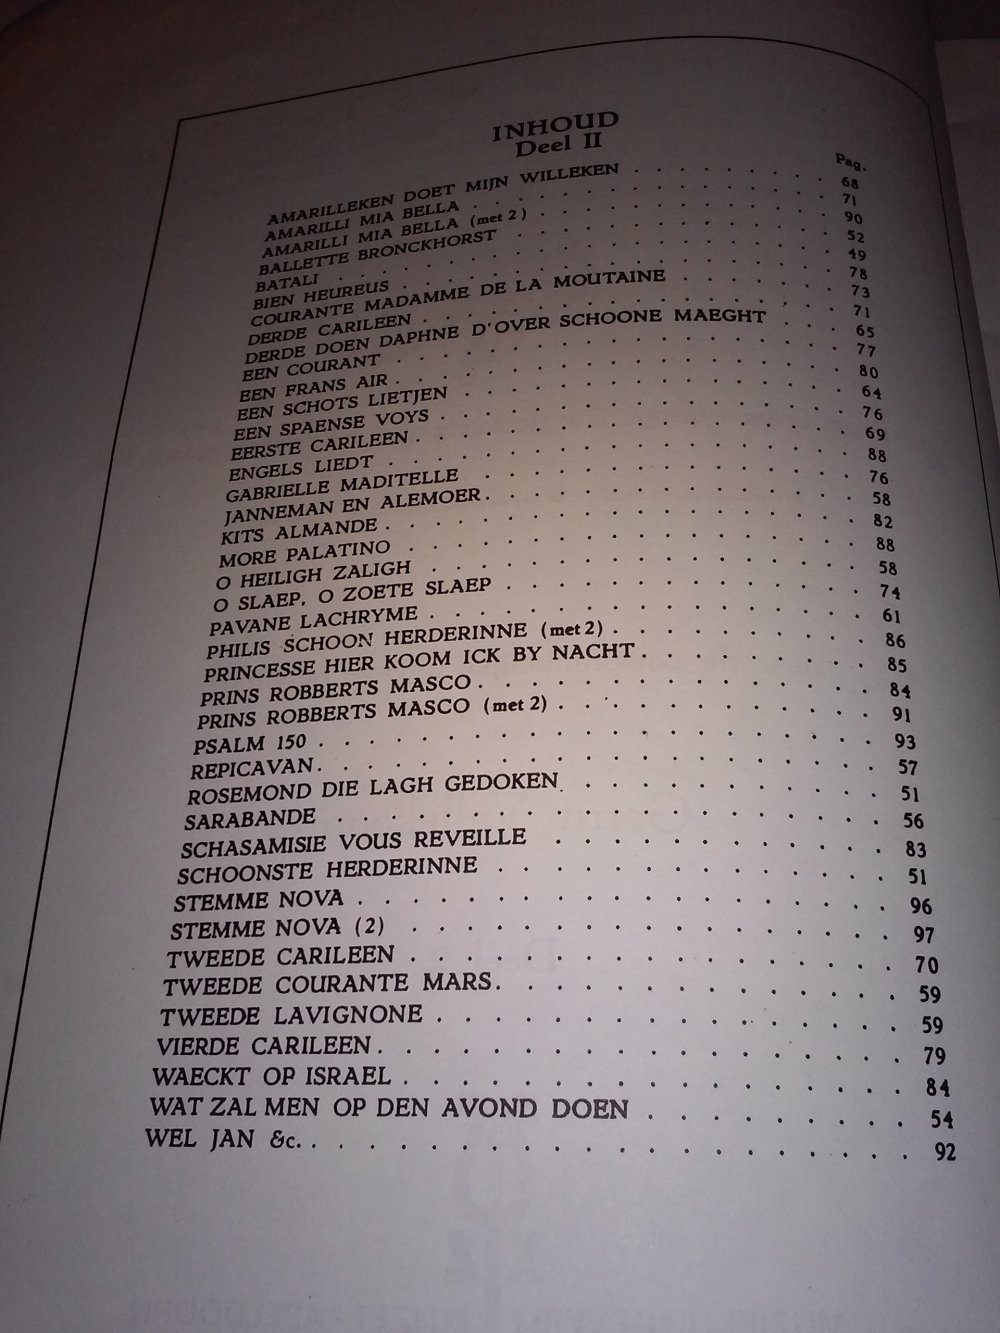 INHOUD
Deel II
Pag.
AMARILLEKEN DOET MIJN WILLEKEN . . . . . . . . 68
AMARILLI MIA BELLA . . . . . . . . 71
AMARILLI MIA BELLA (met 2) . . . . . . . . 90
BALLETTE BRONCKHORST . . . . . . . . 52
BATALI . . . . . . . . 49
BIEN HEUREUS . . . . . . . . 78
COURANTE MADAMME DE LA MOUTAINE . . . . . . . . 73
DERDE CARILEEN . . . . . . . . 71
DERDE DOEN DAPHNE D'OVER SCHOONE MAEGHT . . . . 65
EEN COURANT . . . . . . . . 77
EEN FRANS AIR . . . . . . . . 80
EEN SCHOTS LIETJEN . . . . . . . . 64
EEN SPAENSE VOYS . . . . . . . . 76
EERSTE CARILEEN . . . . . . . . 69
ENGELS LIEDT . . . . . . . . 88
GABRIELLE MADITELLE . . . . . . . . 76
JANNEMAN EN ALEMOER . . . . . . . . 58
KITS ALMANDE . . . . . . . . 82
MORE PALATINO . . . . . . . . 88
O HEILIGH ZALIGH . . . . . . . . 58
O SLAEP, O ZOETE SLAEP . . . . . . . . 74
PAVANE LACHRYME . . . . . . . . 61
PHILIS SCHOON HERDERINNE (met 2) . . . . . . . . 86
PRINCESSE HIER KOOM ICK BY NACHT . . . . . . . . 85
PRINS ROBBERTS MASCO . . . . . . . . 84
PRINS ROBBERTS MASCO (met 2) . . . . . . . . 91
PSALM 150 . . . . . . . . 93
REPICAVAN . . . . . . . . 57
ROSEMOND DIE LAGH GEDOKEN . . . . . . . . 51
SARABANDE . . . . . . . . 56
SCHASAMISIE VOUS REVEILLE . . . . . . . . 83
SCHOONSTE HERDERINNE . . . . . . . . 51
STEMME NOVA . . . . . . . . 96
STEMME NOVA (2) . . . . . . . . 97
TWEEDE CARILEEN . . . . . . . . 70
TWEEDE COURANTE MARS . . . . . . . . 59
TWEEDE LAVIGNONE . . . . . . . . 59
VIERDE CARILEEN . . . . . . . . 79
WAECKT OP ISRAEL . . . . . . . . 84
WAT ZAL MEN OP DEN AVOND DOEN . . . . . . . . 54
WEL JAN &c. . . . . . . . . 92